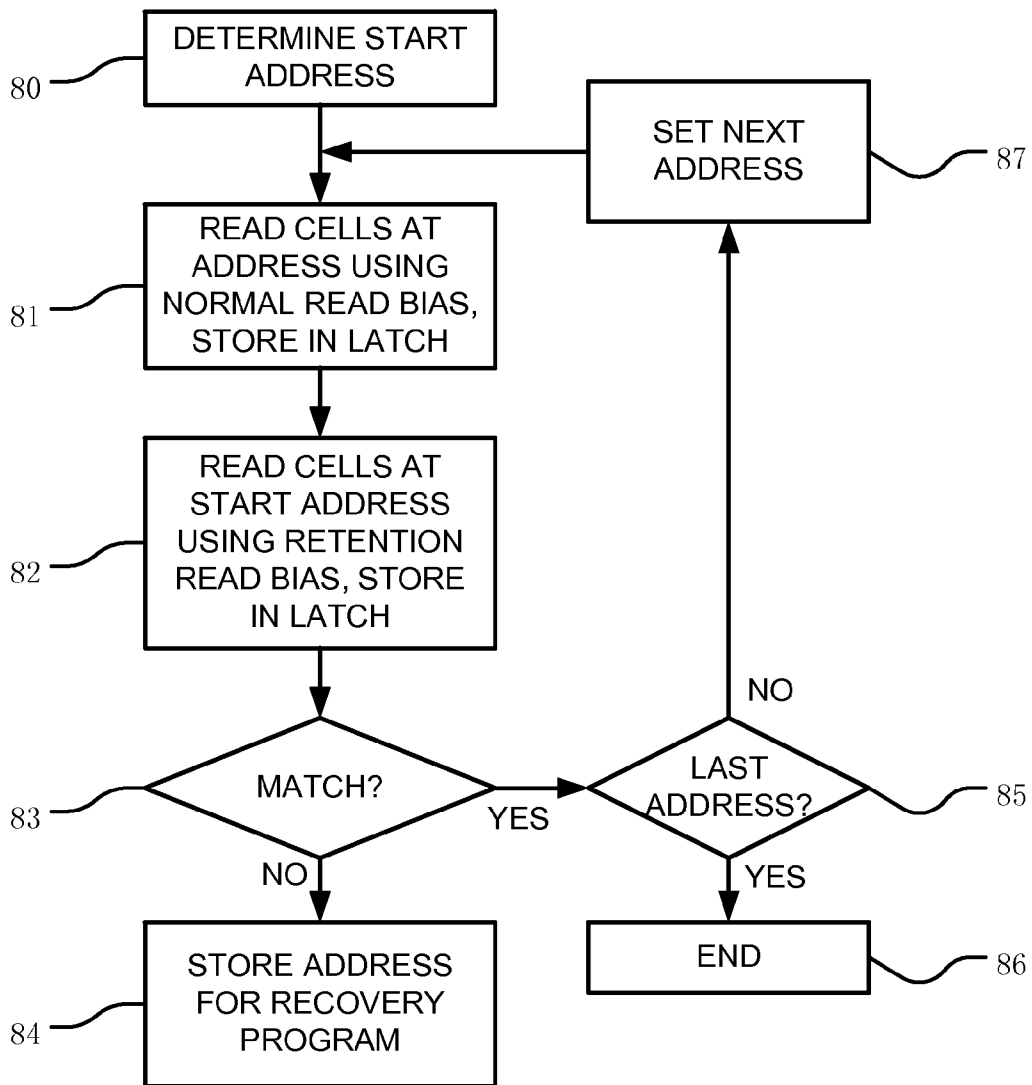 DETERMINE START
ADDRESS
80
SET NEXT
ADDRESS
87
READ CELLS AT
ADDRESS USING
NORMAL READ BIAS,
STORE IN LATCH
81
READ CELLS AT
START ADDRESS
USING RETENTION
READ BIAS, STORE
IN LATCH
82
MATCH?
83
YES
NO
LAST
ADDRESS?
85
NO
YES
STORE ADDRESS
FOR RECOVERY
PROGRAM
84
END
86